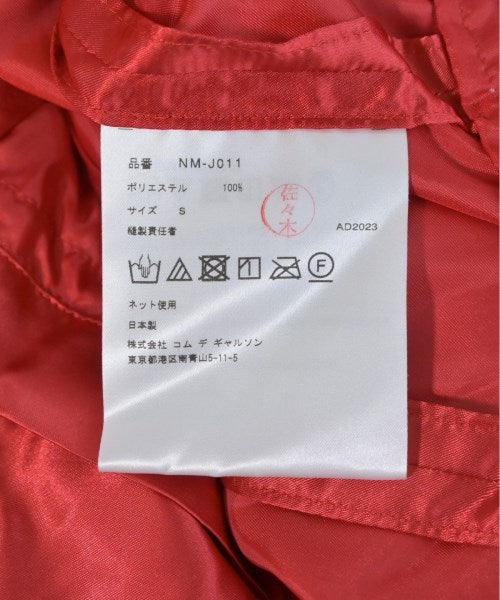 品番 NM-J011
ポリエステル 100%
サイズ S
縫製責任者
佐々木
AD2023
F
ネット使用
日本製
株式会社 コム デ ギャルソン
東京都港区南青山5-11-5